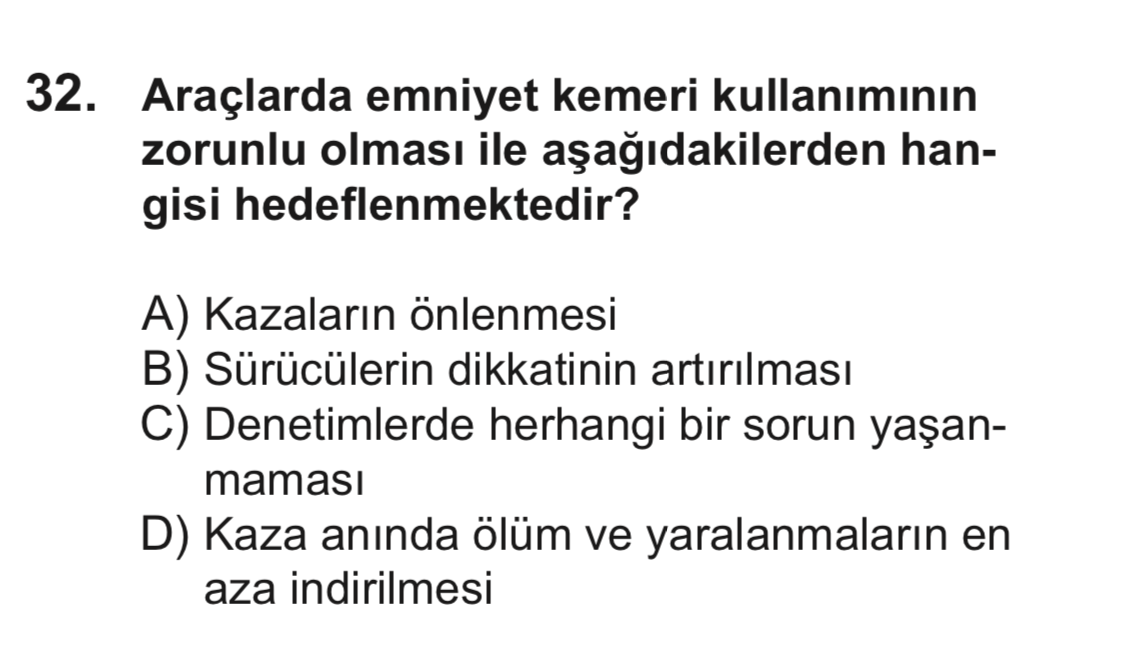 32. Araçlarda emniyet kemeri kullanımının
zorunlu olması ile aşağıdakilerden han-
gisi hedeflenmektedir?
A) Kazaların önlenmesi
B) Sürücülerin dikkatinin artırılması
C) Denetimlerde herhangi bir sorun yaşan-
maması
D) Kaza anında ölüm ve yaralanmaların en
aza indirilmesi